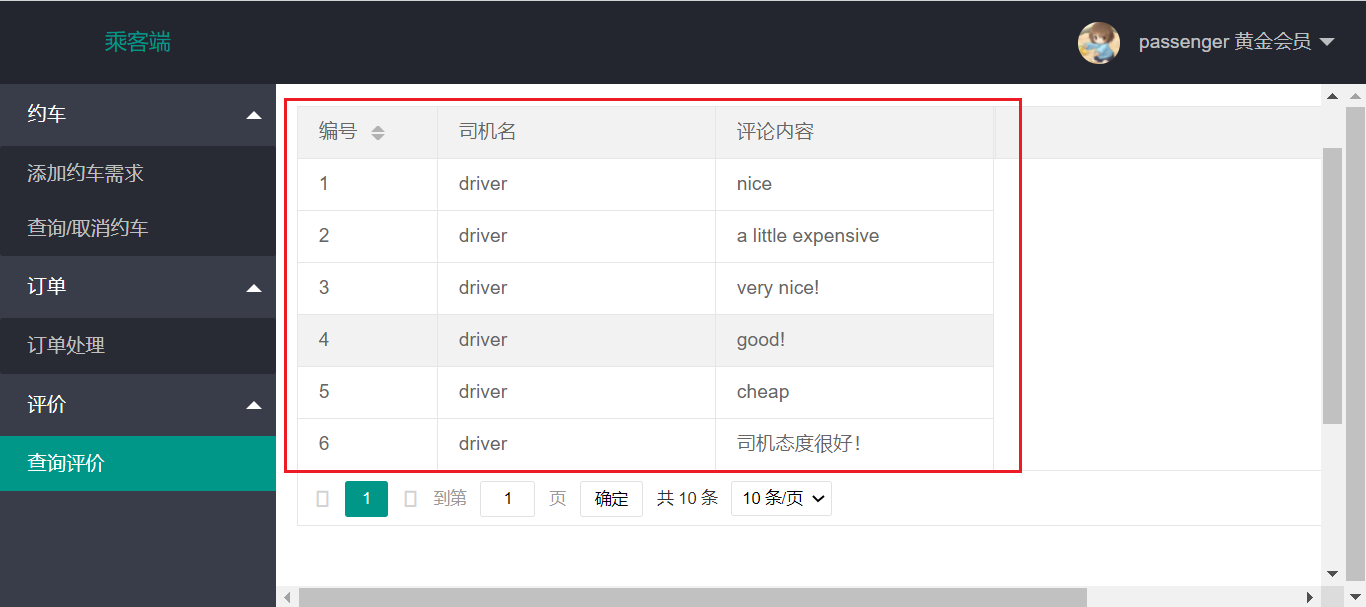 乘客端
passenger 黄金会员
约车
添加约车需求
查询/取消约车
订单
订单处理
评价
查询评价
编号 司机名 评论内容
1 driver nice
2 driver a little expensive
3 driver very nice!
4 driver good!
5 driver cheap
6 driver 司机态度很好!
1 到第 1 页 确定 共 10 条 10 条/页